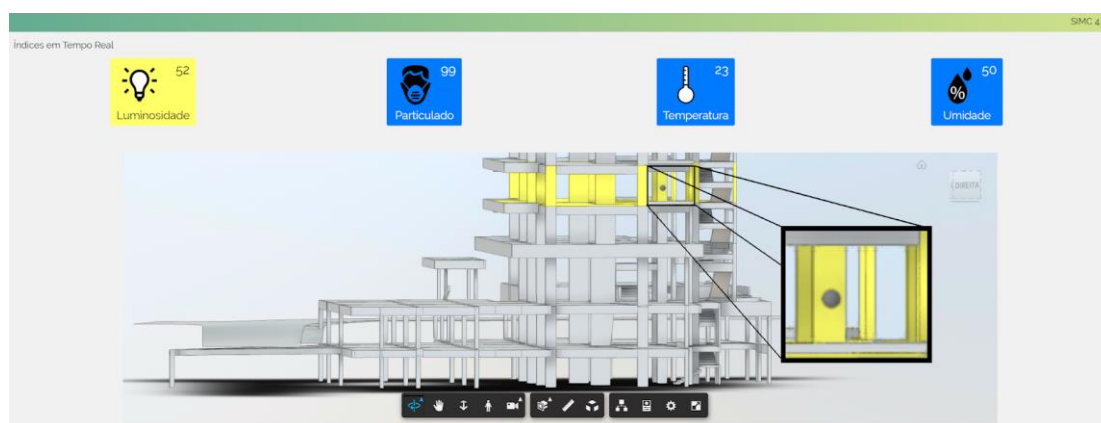 SIMC 4
Índices em Tempo Real
52
Luminosidade
99
Particulado
23
Temperatura
50
%
Umidade
DIREITA